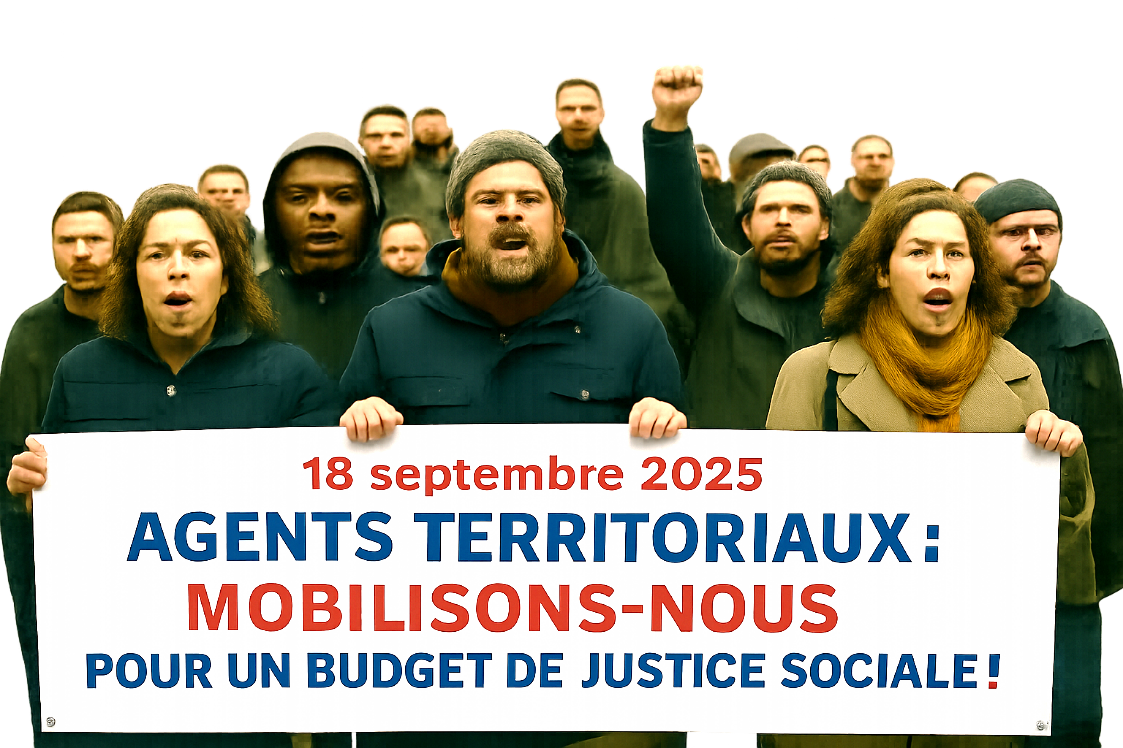 18 septembre 2025
AGENTS TERRITORIAUX :
MOBILISONS-NOUS
POUR UN BUDGET DE JUSTICE SOCIALE !